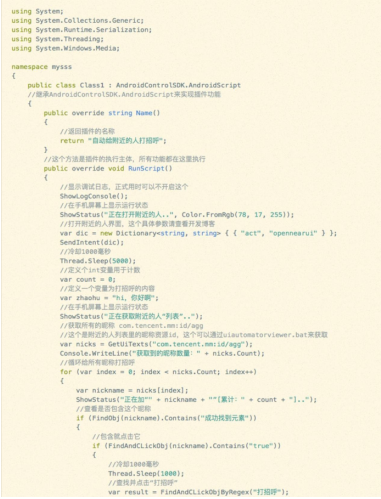 using System;
using System.Collections.Generic;
using System.Runtime.Serialization;
using System.Threading;
using System.Windows.Media;
namespace mysss
{
public class Class1 : AndroidControlSDK.AndroidScript
//继承AndroidControlSDK.AndroidScript来实现插件功能
{
public override string Name()
{
//返回插件的名称
return "自动给附近的人打招呼";
}
//这个方法是插件的执行主体，所有功能都在这里执行
public override void RunScript()
{
//显示调试日志，正式用时可以不开启这个
ShowLogConsole();
//在手机屏幕上显示运行状态
ShowStatus("正在打开附近的人..", Color.FromRgb(78, 17, 255));
//打开附近的人界面，这个具体参数请查看开发博客
var dic = new Dictionary<string, string> { { "act", "opennearui" } };
SendIntent(dic);
//冷却1000毫秒
Thread.Sleep(5000);
//定义个int变量用于计数
var count = 0;
//定义一个变量为打招呼的内容
var zhaohu = "hi, 你好啊";
//在手机屏幕上显示运行状态
ShowStatus("正在获取附近的人"列表"..");
//获取所有的昵称 com.tencent.mm:id/agg
//这个是附近的人列表里的昵称资源id，这个可以通过uiautomatorviewer.bat来获取
var nicks = GetUiTexts("com.tencent.mm:id/agg");
Console.WriteLine("获取到的昵称数量：" + nicks.Count);
//循环给所有昵称打招呼
for (var index = 0; index < nicks.Count; index++)
{
var nickname = nicks[index];
ShowStatus("正在加"" + nickname + ""[累计：" + count + "]..");
//查看是否包含这个昵称
if (FindObj(nickname).Contains("成功找到元素"))
{
//包含就点击它
if (FindAndCLickObj(nickname).Contains("true"))
{
//冷却1000毫秒
Thread.Sleep(1000);
//查找并点击"打招呼"
var result = FindAndCLickObjByRegex("打招呼");